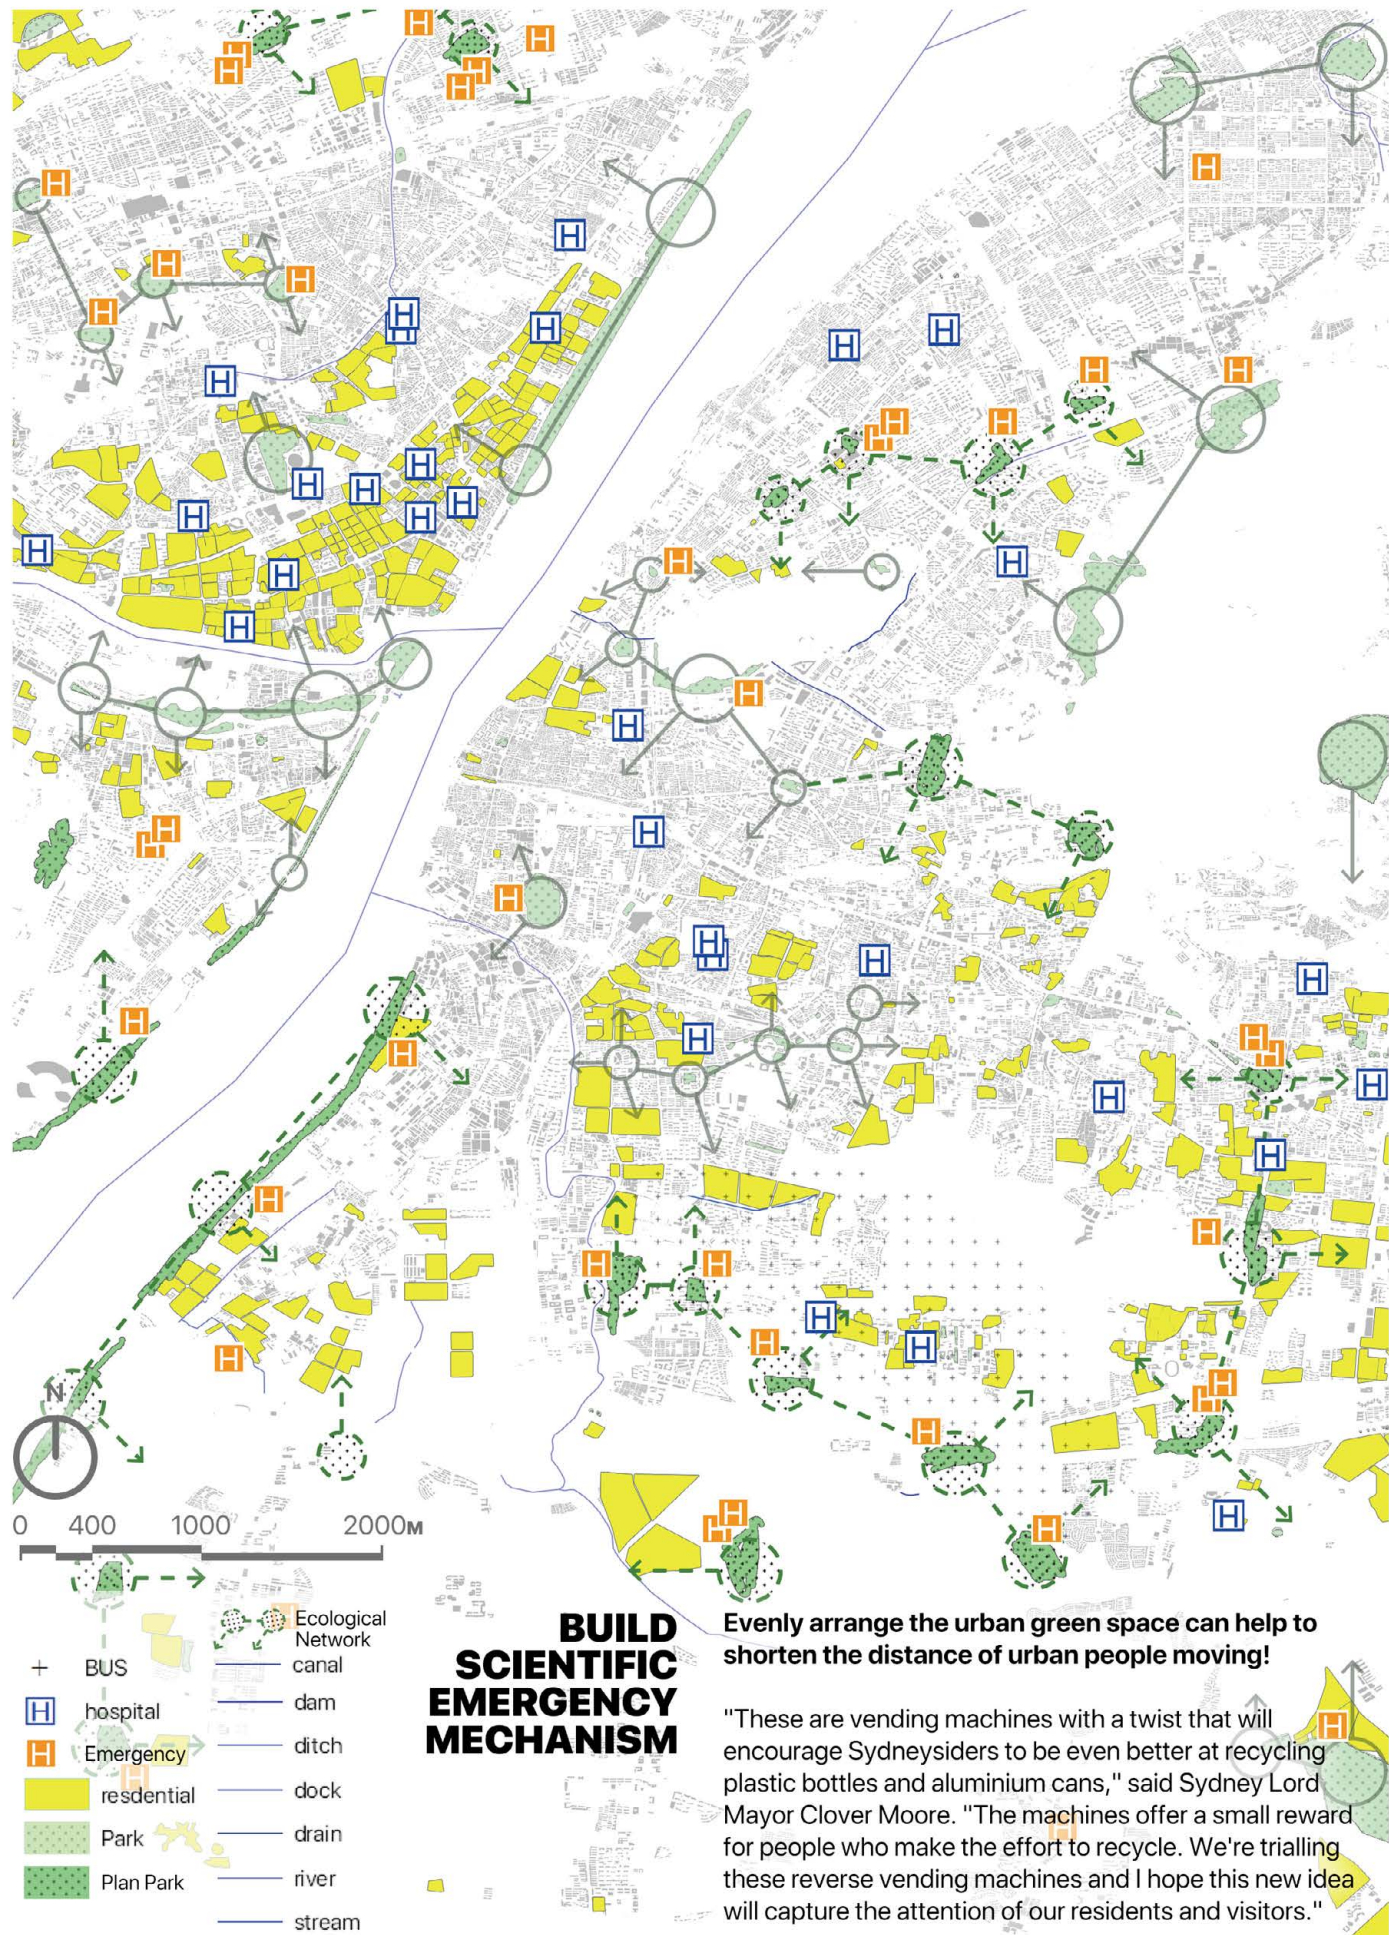 N
0 400 1000 2000M
Ecological
Network
BUS
hospital
Emergency
resdential
Park
Plan Park
canal
dam
ditch
dock
drain
river
stream
BUILD
SCIENTIFIC
EMERGENCY
MECHANISM
Evenly arrange the urban green space can help to
shorten the distance of urban people moving!
"These are vending machines with a twist that will
encourage Sydneysiders to be even better at recycling
plastic bottles and aluminium cans," said Sydney Lord
Mayor Clover Moore. "The machines offer a small reward
for people who make the effort to recycle. We're trialling
these reverse vending machines and I hope this new idea
will capture the attention of our residents and visitors."